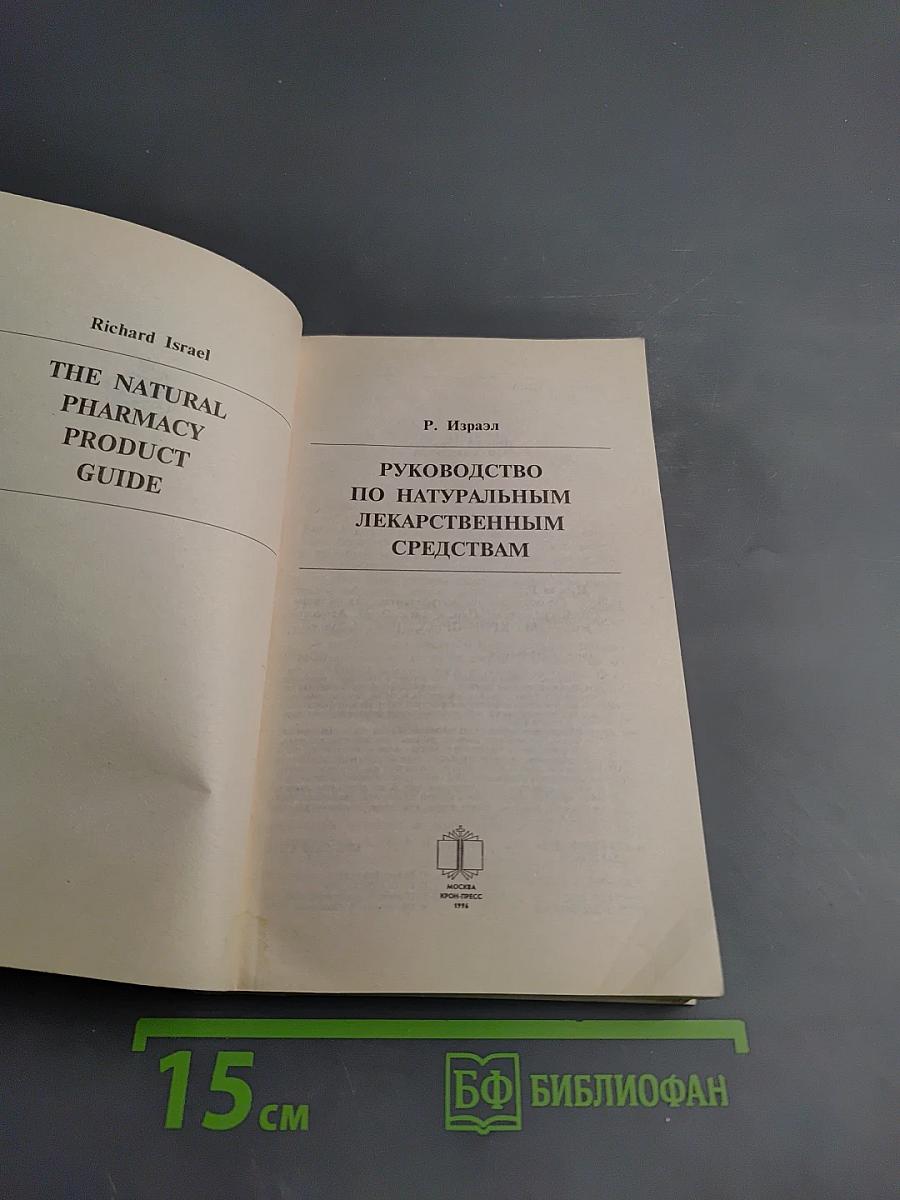 Richard Israel
THE NATURAL
PHARMACY
PRODUCT
GUIDE
Р. Израэл
РУКОВОДСТВО
ПО НАТУРАЛЬНЫМ
ЛЕКАРСТВЕННЫМ
СРЕДСТВАМ
МОСКВА
КРОН-ПРЕСС
1996
15 см
БФ БИБЛИОФАН